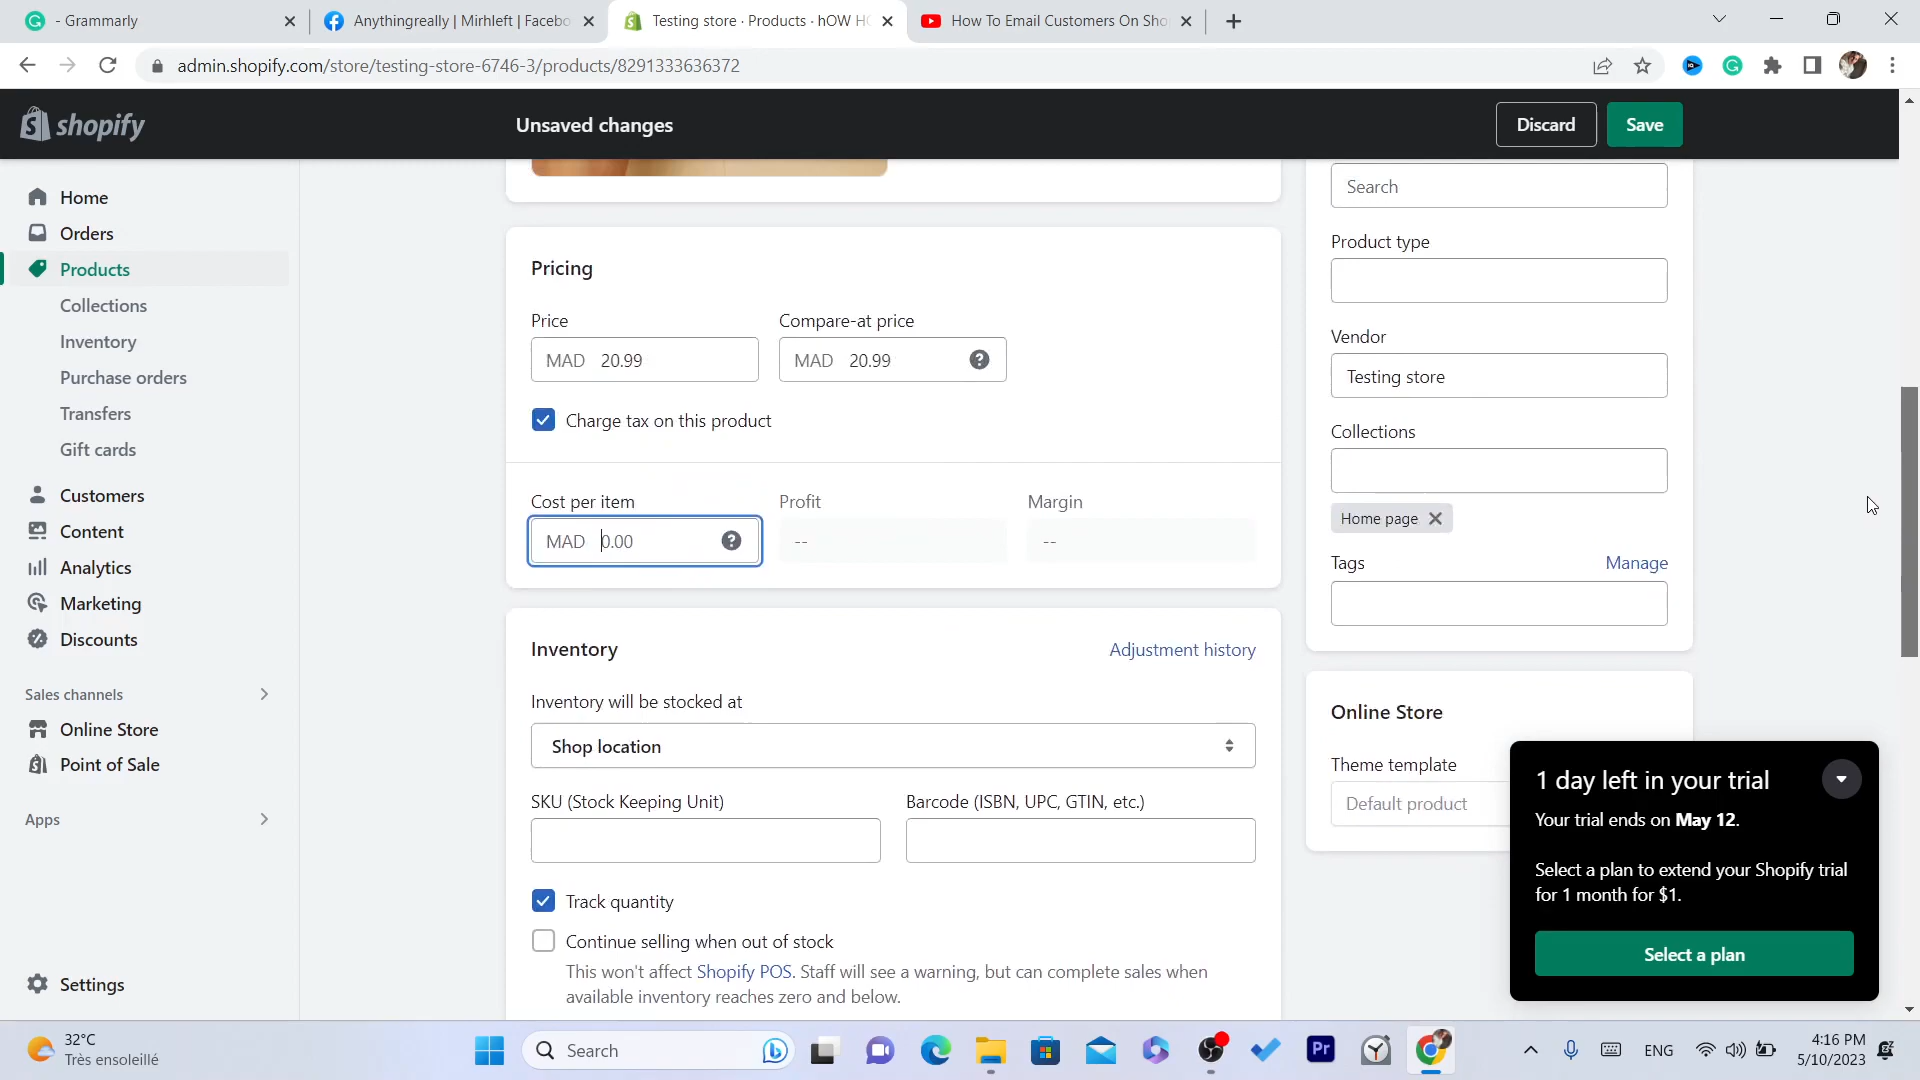 - Grammarly
Anythingreally | Mirhleft | Facebo
Testing store · Products · hOW HO
How To Email Customers On Sho
admin.shopify.com/store/testing-store-6746-3/products/8291333636372
shopify
Unsaved changes
Discard
Save
Home
Orders
Products
Collections
Inventory
Purchase orders
Transfers
Gift cards
Customers
Content
Analytics
Marketing
Discounts
Sales channels
Online Store
Point of Sale
Apps
Settings
Pricing
Price
Compare-at price
MAD 20.99
MAD 20.99
Charge tax on this product
Cost per item
Profit
Margin
MAD 0.00
--
--
Inventory
Adjustment history
Inventory will be stocked at
Shop location
SKU (Stock Keeping Unit)
Barcode (ISBN, UPC, GTIN, etc.)
Track quantity
Continue selling when out of stock
This won't affect Shopify POS. Staff will see a warning, but can complete sales when
available inventory reaches zero and below.
Search
Product type
Vendor
Testing store
Collections
Home page
Tags
Manage
Online Store
Theme template
Default product
1 day left in your trial
Your trial ends on May 12.
Select a plan to extend your Shopify trial
for 1 month for $1.
Select a plan
32°C
Très ensoleillé
Search
Pr
ENG
4:16 PM
5/10/2023